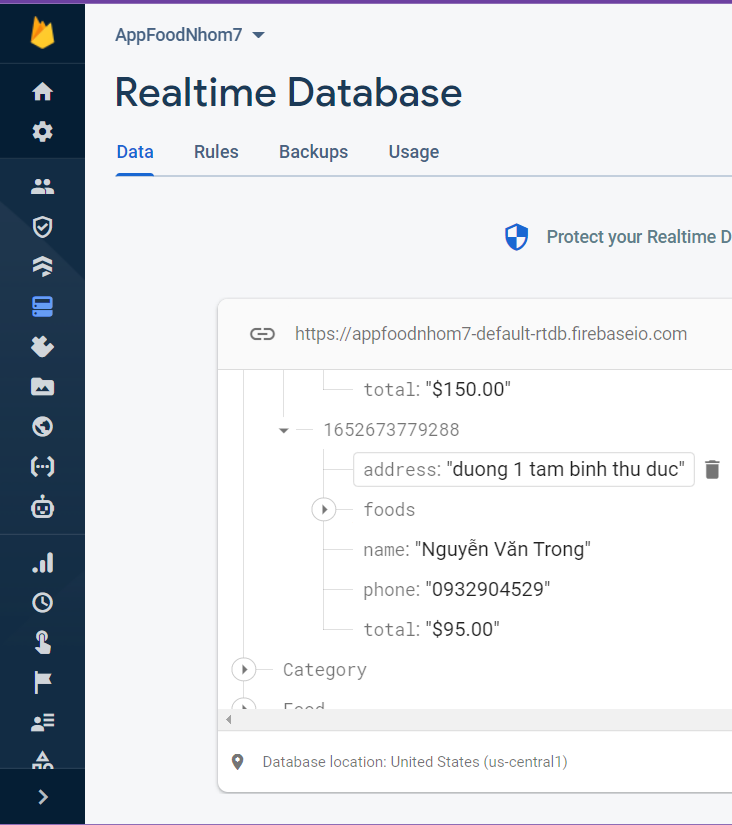 AppFoodNhom7
Realtime Database
Data Rules Backups Usage
Protect your Realtime D
https://appfoodnhom7-default-rtdb.firebaseio.com
total: "$150.00"
1652673779288
address: "duong 1 tam binh thu duc"
foods
name: "Nguyễn Văn Trong"
phone: "0932904529"
total: "$95.00"
Category
Food
Database location: United States (us-central1)